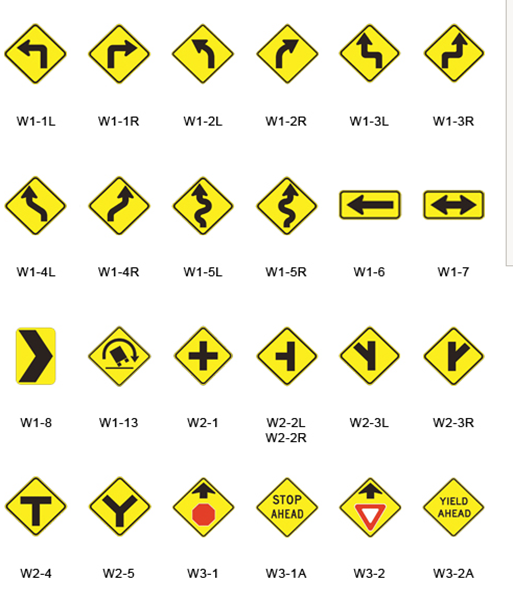 W1-1L W1-1R W1-2L W1-2R W1-3L W1-3R
W1-4L W1-4R W1-5L W1-5R W1-6 W1-7
W1-8 W1-13 W2-1 W2-2L W2-3L W2-3R
W2-2R
STOP
AHEAD
YIELD
AHEAD
W2-4 W2-5 W3-1 W3-1A W3-2 W3-2A